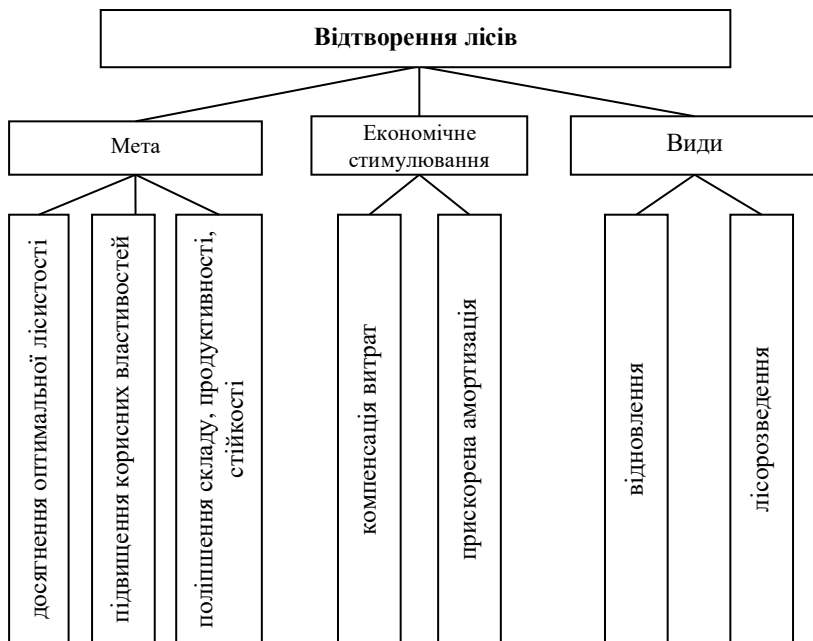 Відтворення лісів
Мета
Економічне
стимулювання
Види
досягнення оптимальної лісистості
підвищення корисних властивостей
поліпшення складу, продуктивності,
стійкості
компенсація витрат
прискорена амортизація
відновлення
лісорозведення